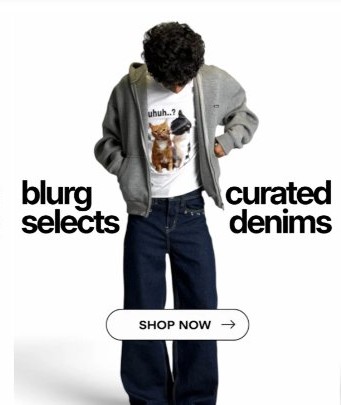 uhuh..?
blurg
selects
curated
denims
SHOP NOW →